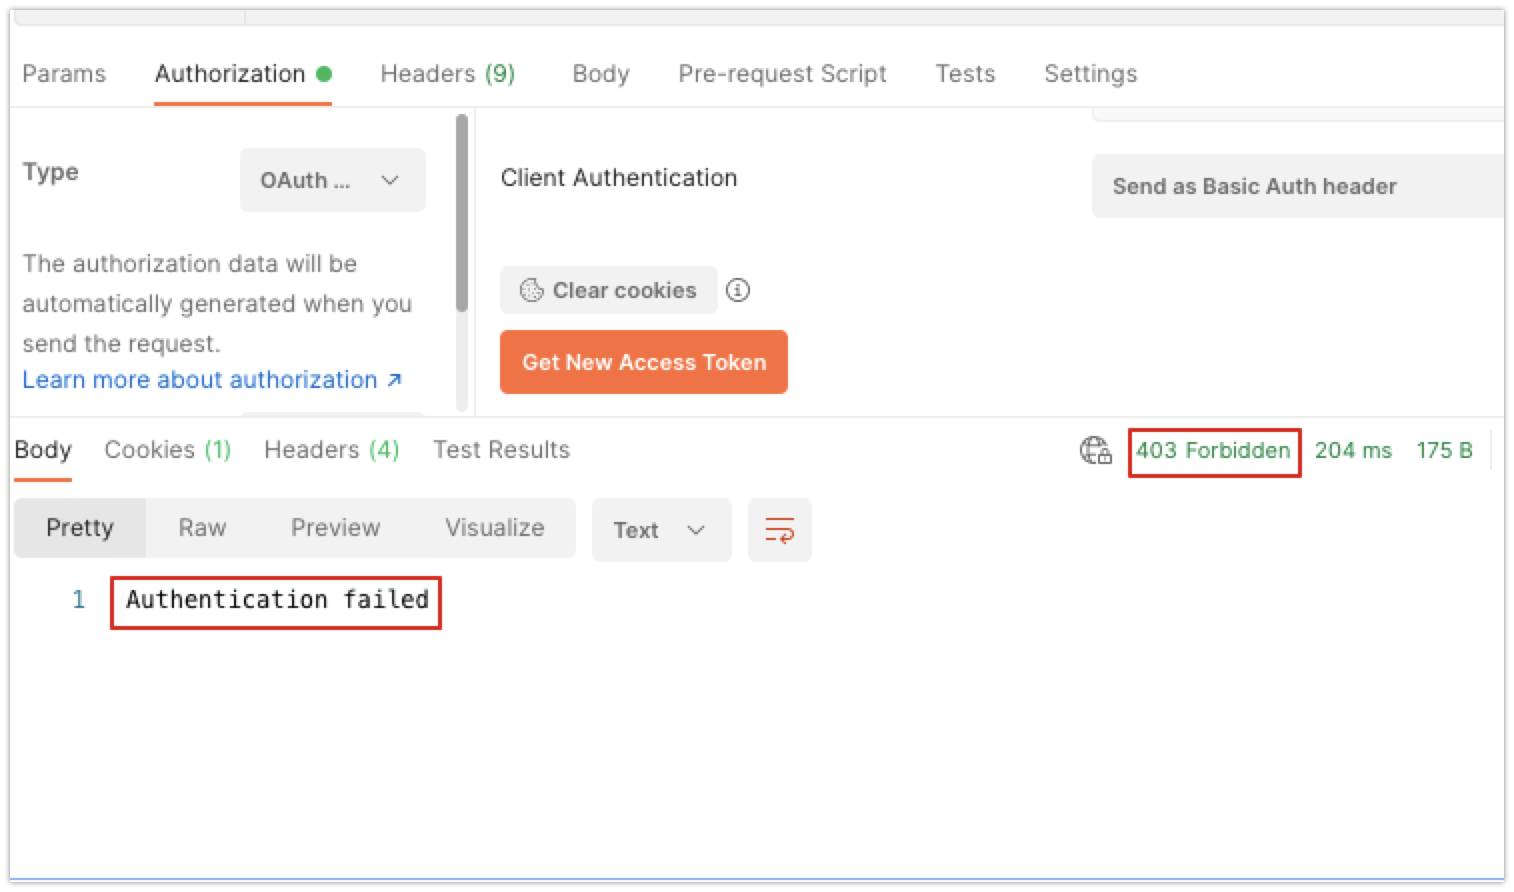 Params Authorization Headers (9) Body Pre-request Script Tests Settings
Type OAuth ...
The authorization data will be
automatically generated when you
send the request.
Learn more about authorization ↗
Client Authentication Send as Basic Auth header
Clear cookies
Get New Access Token
Body Cookies (1) Headers (4) Test Results 403 Forbidden 204 ms 175 B
Pretty Raw Preview Visualize Text
1 Authentication failed